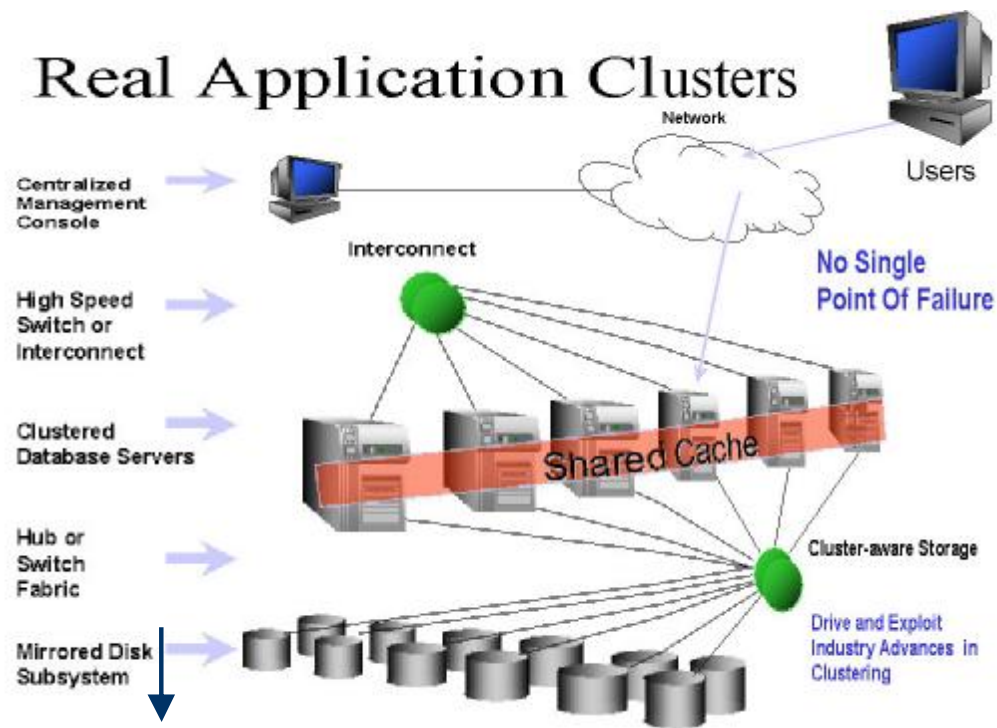 Real Application Clusters
Network
Users
Centralized
Management
Console
Interconnect
No Single
Point Of Failure
High Speed
Switch or
Interconnect
Clustered
Database Servers
Shared Cache
Hub or
Switch
Fabric
Cluster-aware Storage
Mirrored Disk
Subsystem
Drive and Exploit
Industry Advances in
Clustering